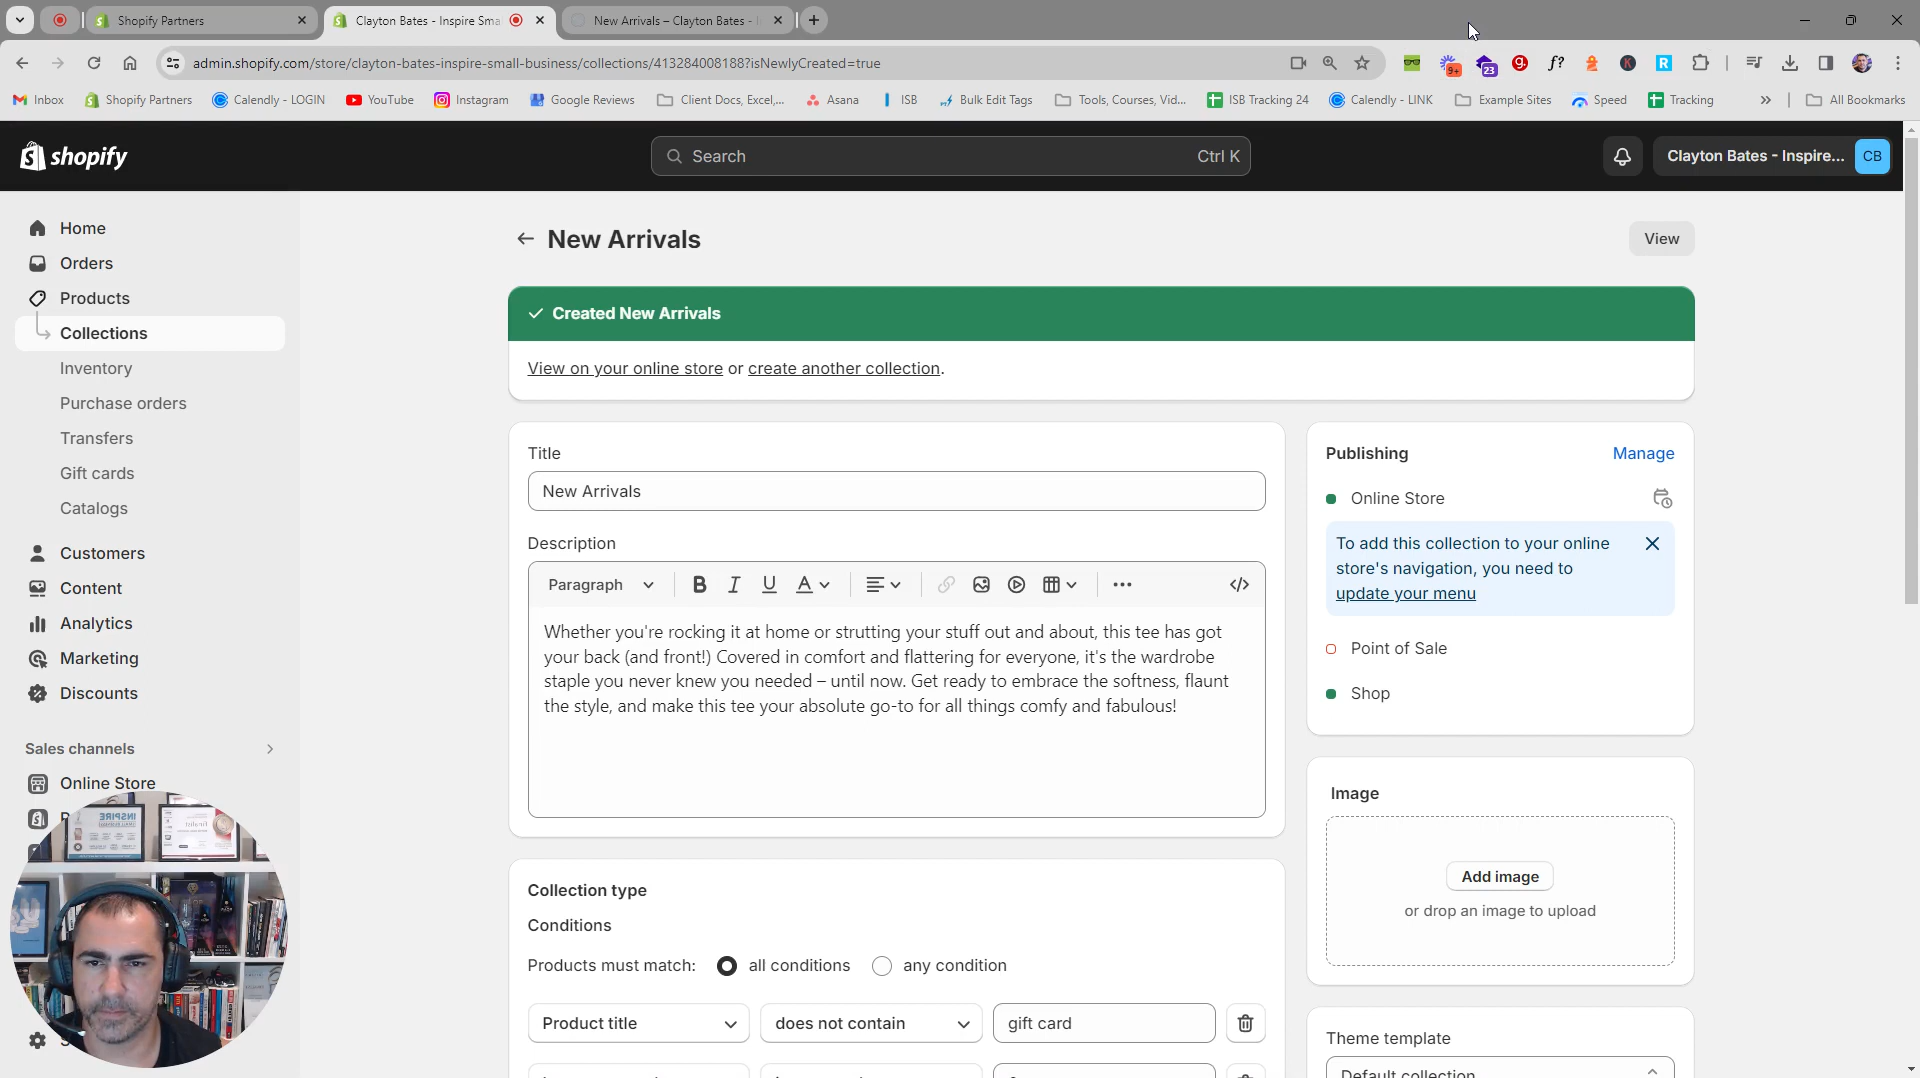 Shopify Partners
Clayton Bates - Inspire Sma
New Arrivals – Clayton Bates -
admin.shopify.com/store/clayton-bates-inspire-small-business/collections/413284008188?isNewlyCreated=true
9+
23
g.
f?
K
R
Inbox
Shopify Partners
Calendly - LOGIN
YouTube
Instagram
Google Reviews
Client Docs, Excel,...
Asana
ISB
Bulk Edit Tags
Tools, Courses, Vid...
ISB Tracking 24
Calendly - LINK
Example Sites
Speed
Tracking
All Bookmarks
shopify
Search
Ctrl K
Clayton Bates - Inspire...
CB
Home
Orders
Products
Collections
Inventory
Purchase orders
Transfers
Gift cards
Catalogs
Customers
Content
Analytics
Marketing
Discounts
Sales channels
Online Store
New Arrivals
View
Created New Arrivals
View on your online store or create another collection.
Title
New Arrivals
Description
Paragraph
B I U A
Whether you're rocking it at home or strutting your stuff out and about, this tee has got
your back (and front!) Covered in comfort and flattering for everyone, it's the wardrobe
staple you never knew you needed – until now. Get ready to embrace the softness, flaunt
the style, and make this tee your absolute go-to for all things comfy and fabulous!
Collection type
Conditions
Products must match:
all conditions
any condition
Product title
does not contain
gift card
Publishing
Manage
Online Store
To add this collection to your online
store's navigation, you need to
update your menu
Point of Sale
Shop
Image
Add image
or drop an image to upload
Theme template
Default collection
INSPIRE
Finalist